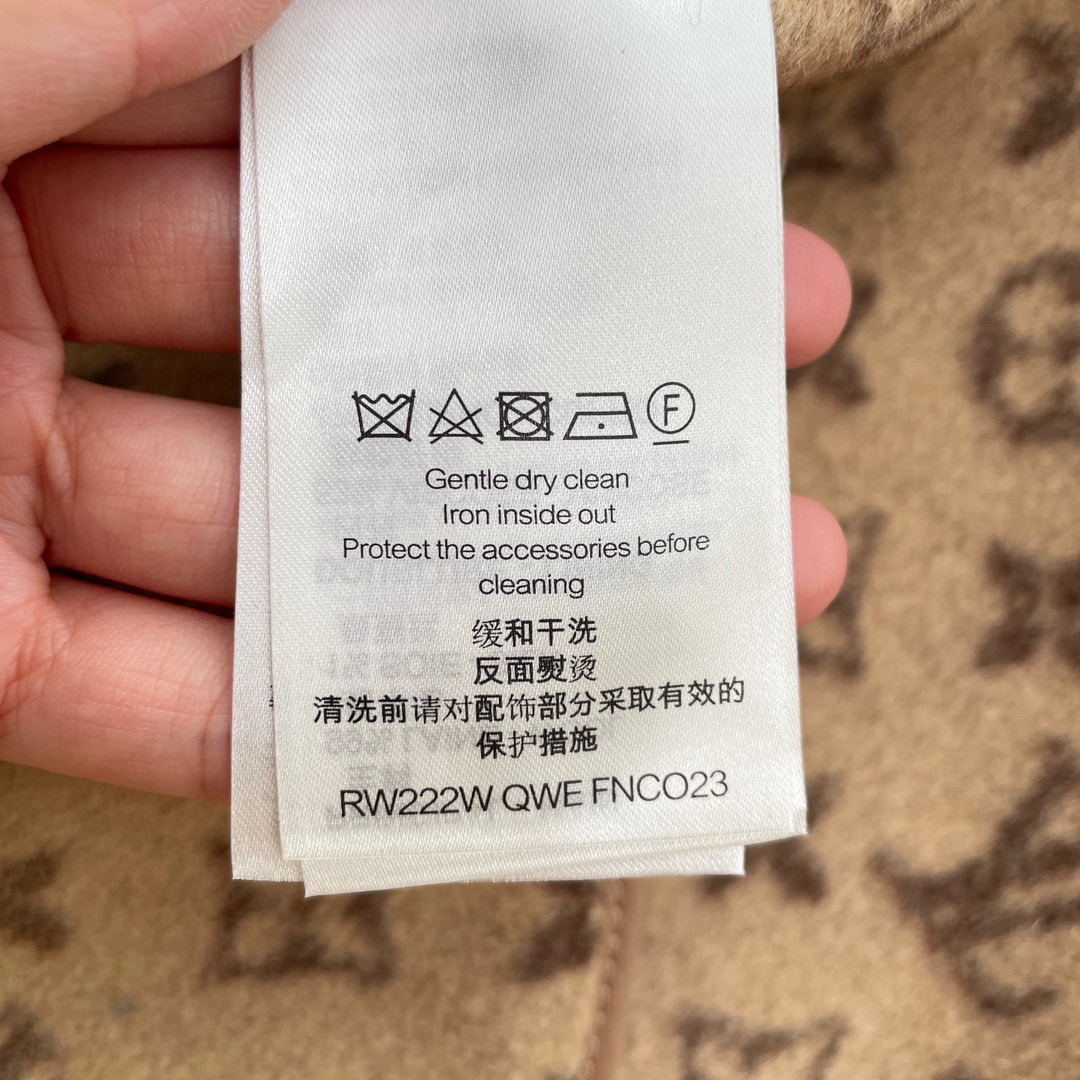 F
Gentle dry clean
Iron inside out
Protect the accessories before
cleaning
缓和干洗
反面熨烫
清洗前请对配饰部分采取有效的
保护措施
RW222W QWE FNCO23